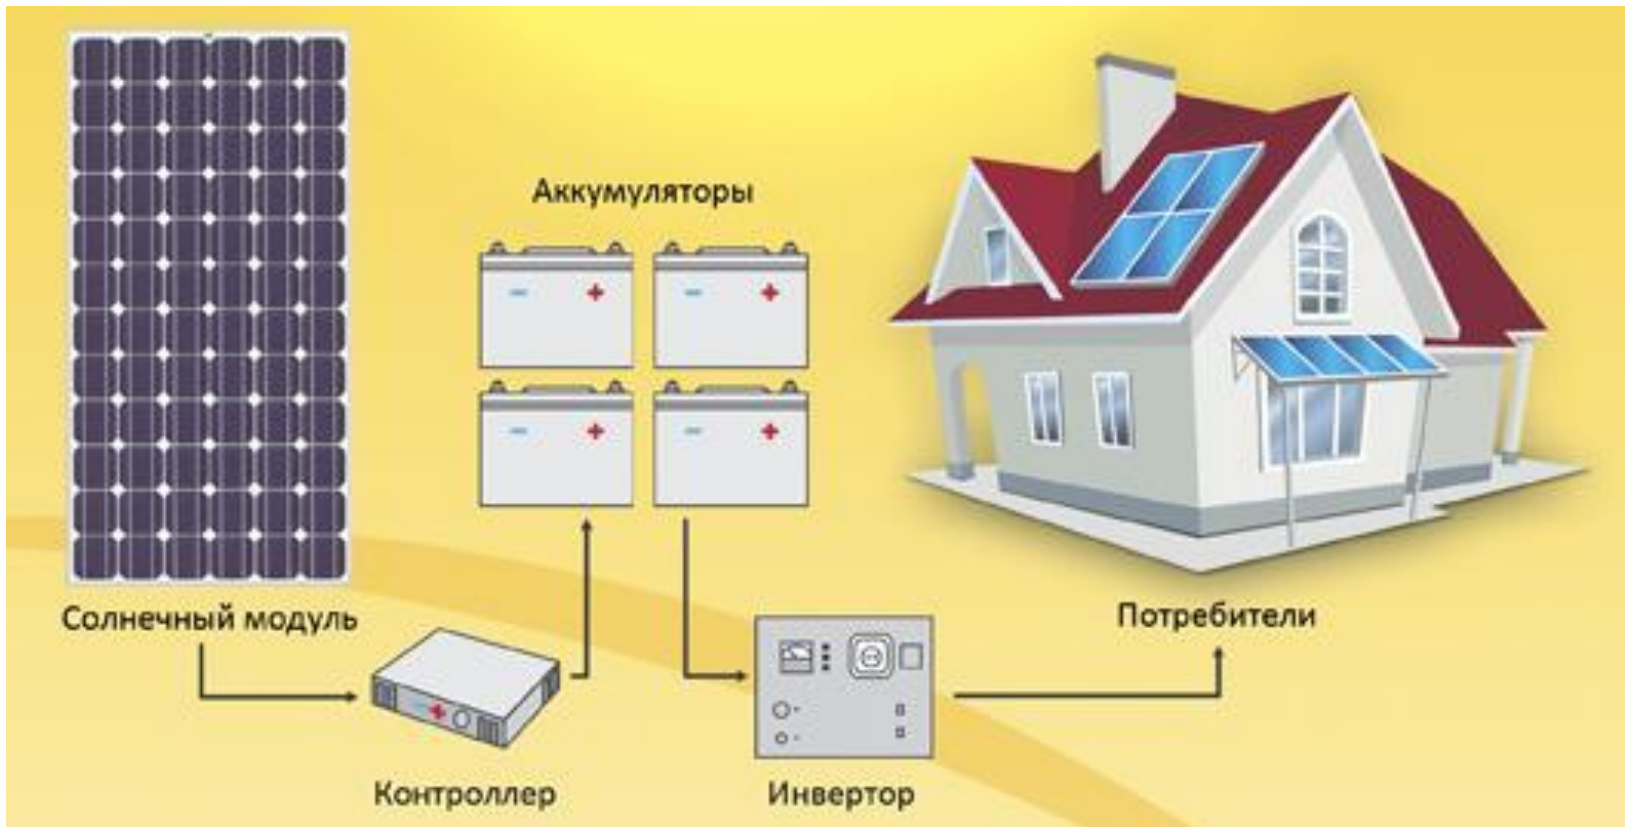 Аккумуляторы
Солнечный модуль
Потребители
Контроллер
Инвертор